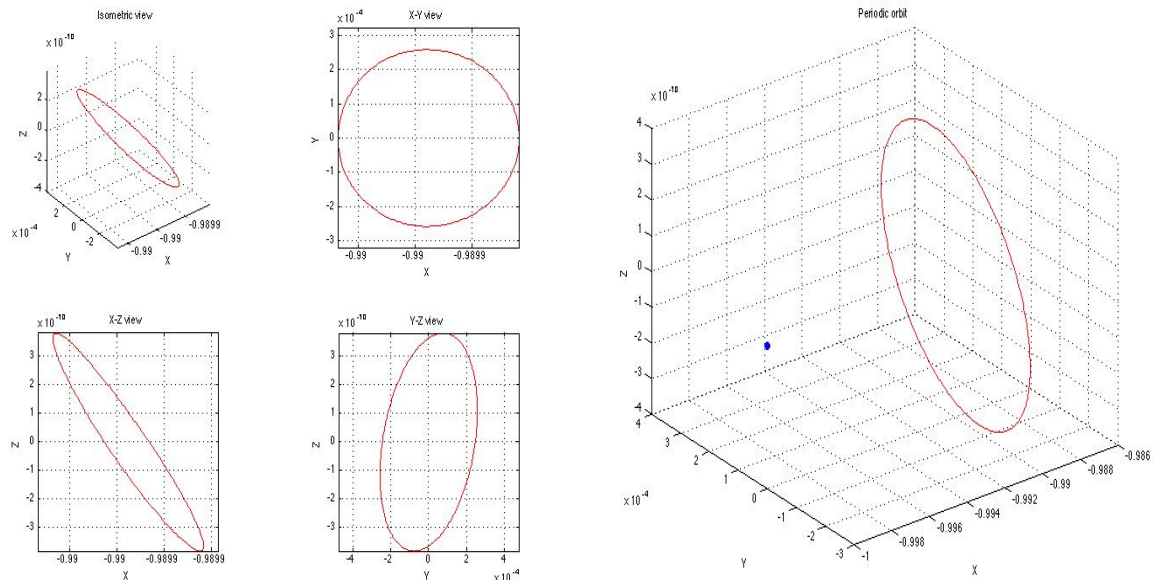 Isometric view
x 10⁻¹⁰
2
0
-2
-4
Z
2
0
-2
x 10⁻⁴
Y
-0.99
-0.99
-0.9899
X
X-Y view
x 10⁻⁴
3
2
1
0
-1
-2
-3
Y
-0.99
-0.99
-0.9899
X
X-Z view
x 10⁻¹⁰
3
2
1
0
-1
-2
-3
Z
-0.99
-0.99
-0.9899
-0.9899
X
Y-Z view
x 10⁻¹⁰
3
2
1
0
-1
-2
-3
Z
-4
-2
0
2
4
Y
x 10⁻⁴
Periodic orbit
x 10⁻¹⁰
4
3
2
1
0
-1
-2
-3
-4
Z
4
3
2
1
0
-1
-2
-3
x 10⁻⁴
Y
-1
-0.998
-0.996
-0.994
-0.992
-0.99
-0.988
-0.986
X